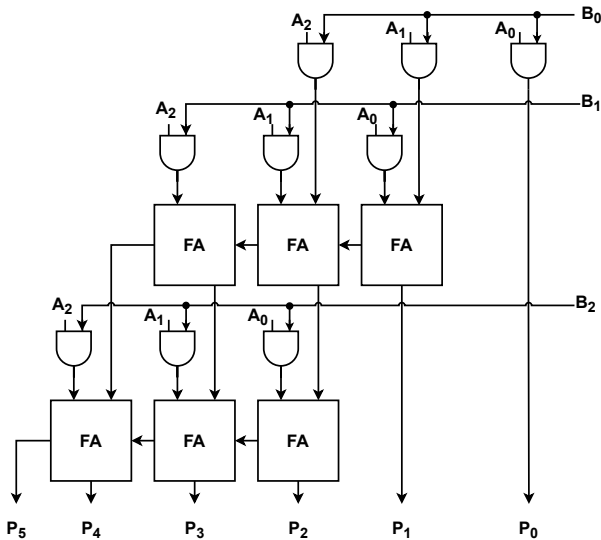 A₂ A₁ A₀ B₀
A₂ A₁ A₀ B₁
FA FA FA
A₂ A₁ A₀ B₂
FA FA FA
P₅ P₄ P₃ P₂ P₁ P₀